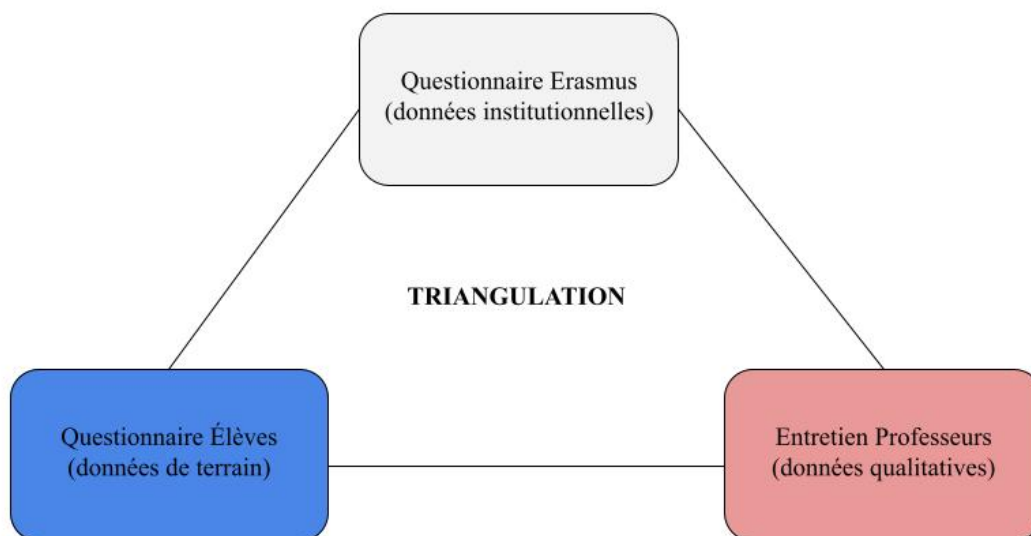 Questionnaire Erasmus
(données institutionnelles)
TRIANGULATION
Questionnaire Élèves
(données de terrain)
Entretien Professeurs
(données qualitatives)